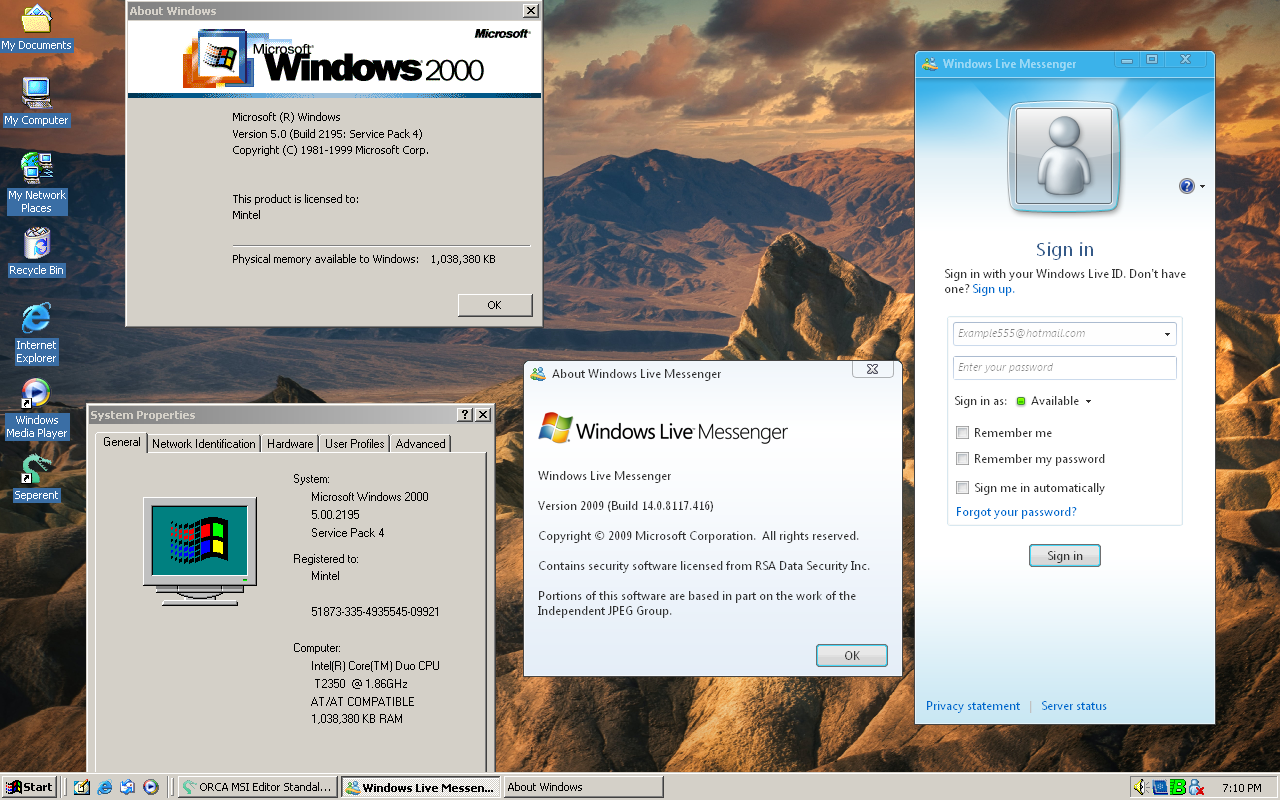 My Documents
My Computer
My Network
Places
Recycle Bin
Internet
Explorer
Windows
Media Player
Seperent
About Windows
Microsoft
Microsoft
Windows 2000
Microsoft (R) Windows
Version 5.0 (Build 2195: Service Pack 4)
Copyright (C) 1981-1999 Microsoft Corp.
This product is licensed to:
Mintel
Physical memory available to Windows: 1,038,380 KB
OK
System Properties
General Network Identification Hardware User Profiles Advanced
System:
Microsoft Windows 2000
5.00.2195
Service Pack 4
Registered to:
Mintel
51873-335-4935545-09921
Computer:
Intel(R) Core(TM) Duo CPU
T2350 @ 1.86GHz
AT/AT COMPATIBLE
1,038,380 KB RAM
About Windows Live Messenger
Windows Live Messenger
Windows Live Messenger
Version 2009 (Build 14.0.8117.416)
Copyright © 2009 Microsoft Corporation. All rights reserved.
Contains security software licensed from RSA Data Security Inc.
Portions of this software are based in part on the work of the
Independent JPEG Group.
OK
Windows Live Messenger
Sign in
Sign in with your Windows Live ID. Don't have
one? Sign up.
Example555@hotmail.com
Enter your password
Sign in as: Available
Remember me
Remember my password
Sign me in automatically
Forgot your password?
Sign in
Privacy statement | Server status
Start
ORCA MSI Editor Standal...
Windows Live Messen...
About Windows
7:10 PM